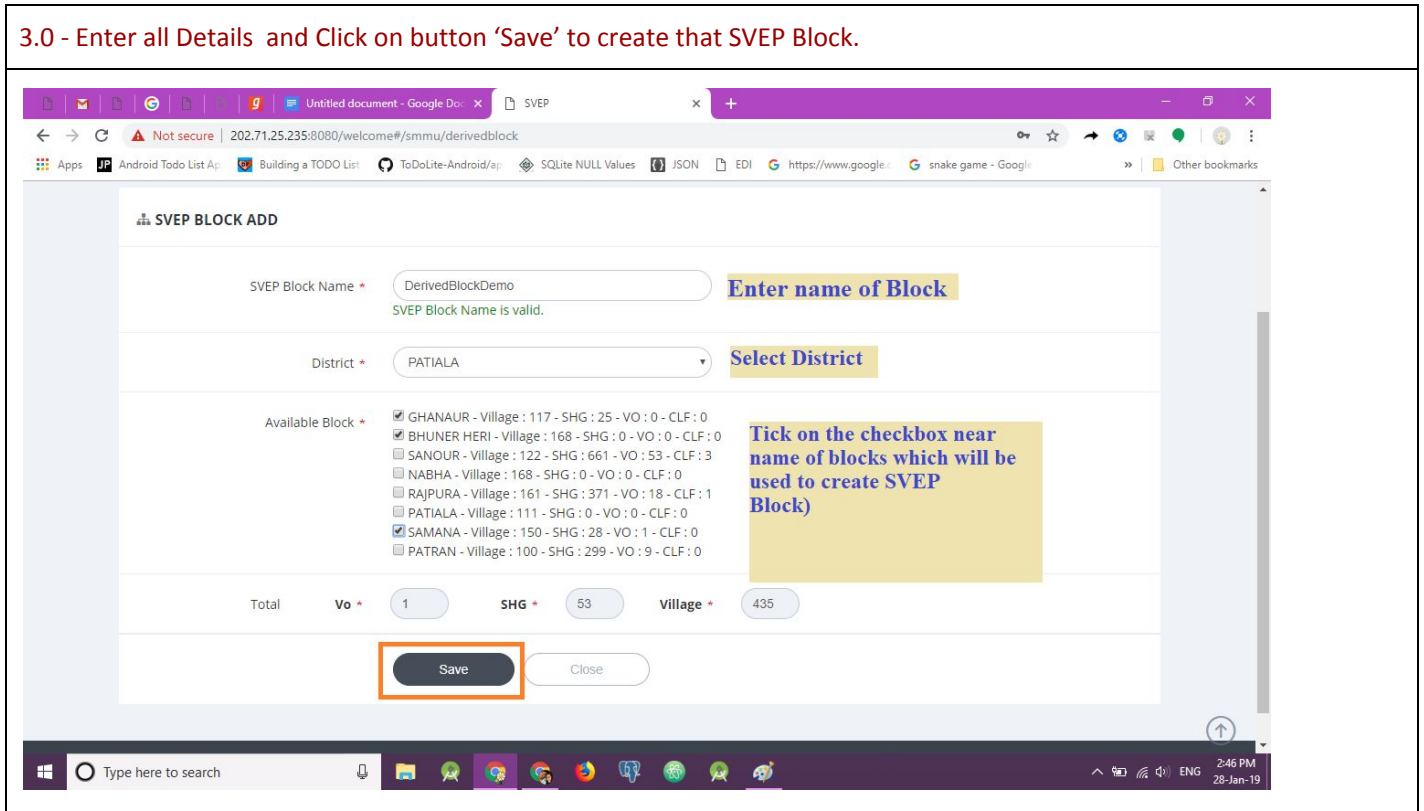 3.0 - Enter all Details and Click on button ‘Save’ to create that SVEP Block.
Untitled document - Google Doc
SVEP
Not secure | 202.71.25.235:8080/welcome#/smmu/derivedblock
Apps
Android Todo List Ap
Building a TODO List
ToDoLite-Android/ap
SQLite NULL Values
JSON
EDI
https://www.google.c
snake game - Google
»
Other bookmarks
SVEP BLOCK ADD
SVEP Block Name *
DerivedBlockDemo
Enter name of Block
SVEP Block Name is valid.
District *
PATIALA
Select District
Available Block *
GHANAUR - Village : 117 - SHG : 25 - VO : 0 - CLF : 0
BHUNER HERI - Village : 168 - SHG : 0 - VO : 0 - CLF : 0
SANOUR - Village : 122 - SHG : 661 - VO : 53 - CLF : 3
NABHA - Village : 168 - SHG : 0 - VO : 0 - CLF : 0
RAJPURA - Village : 161 - SHG : 371 - VO : 18 - CLF : 1
PATIALA - Village : 111 - SHG : 0 - VO : 0 - CLF : 0
SAMANA - Village : 150 - SHG : 28 - VO : 1 - CLF : 0
PATRAN - Village : 100 - SHG : 299 - VO : 9 - CLF : 0
Tick on the checkbox near
name of blocks which will be
used to create SVEP
Block)
Total Vo * 1 SHG * 53 Village * 435
Save
Close
Type here to search
ENG
2:46 PM
28-Jan-19